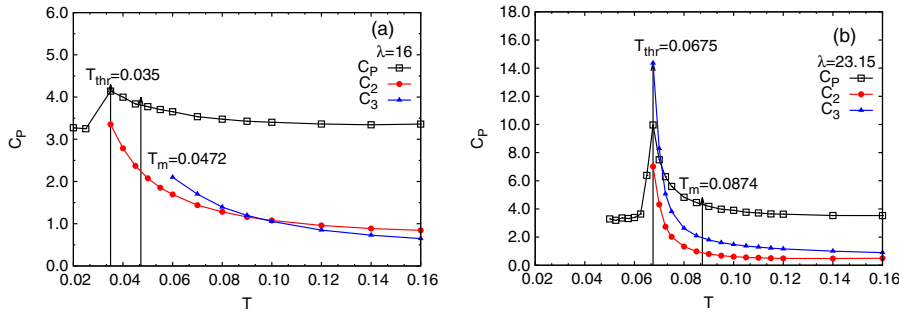 (a)
λ=16
C_P
C_2
C_3
T_thr=0.035
T_m=0.0472
C_P
6.0
5.0
4.0
3.0
2.0
1.0
0.0
0.02 0.04 0.06 0.08 0.10 0.12 0.14 0.16
T
(b)
λ=23.15
C_P
C_2
C_3
T_thr=0.0675
T_m=0.0874
C_P
18.0
16.0
14.0
12.0
10.0
8.0
6.0
4.0
2.0
0.0
0.02 0.04 0.06 0.08 0.10 0.12 0.14 0.16
T